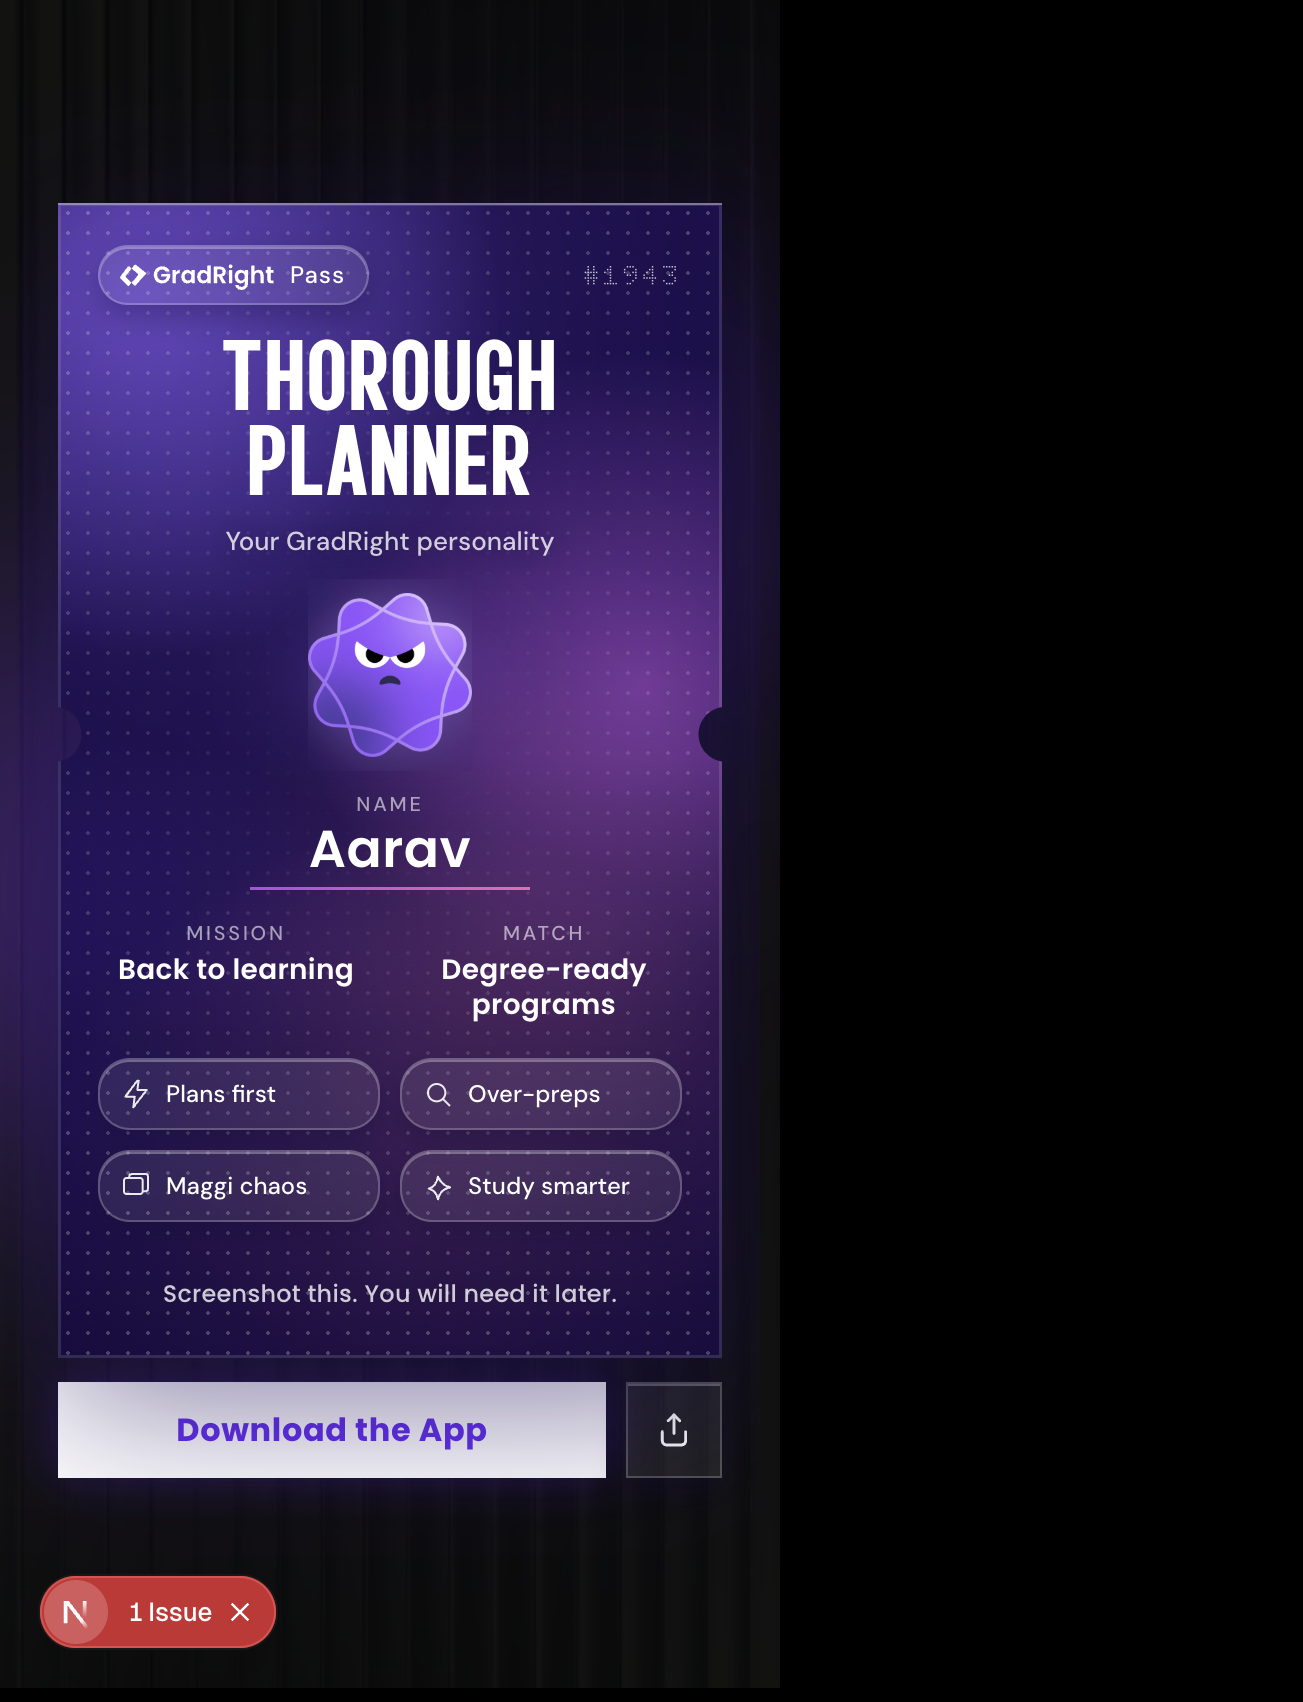 GradRight Pass
#1943
THOROUGH
PLANNER
Your GradRight personality
NAME
Aarav
MISSION
Back to learning
MATCH
Degree-ready
programs
Plans first
Over-preps
Maggi chaos
Study smarter
Screenshot this. You will need it later.
Download the App
N 1 Issue